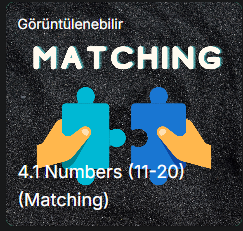 Görüntülenebilir
MATCHING
4.1 Numbers (11-20)
(Matching)